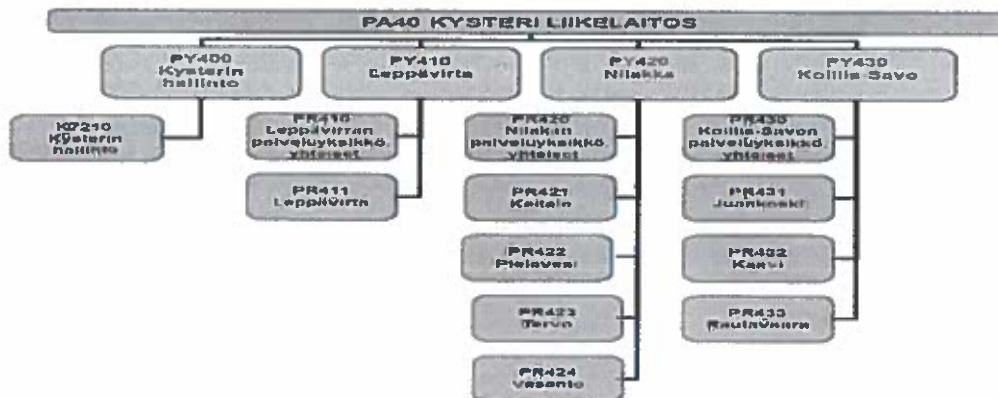 PA40 KYSTERI LIIKELAITOS
PY400
Kysterin
hallinto
PY410
Leppävirta
PY420
Nilakka
PY430
Koillis-Savo
Kysterin
hallinto
PR410
Leppävirran
palveluyksikkö,
yhteiset
PR411
Leppävirta
PR420
Nilakan
palveluyksikkö,
yhteiset
PR421
Keitele
PR422
Pielavesi
PR423
Tervo
PR424
Vesanto
PR430
Koillis-Savon
palveluyksikkö,
yhteiset
PR431
Juankoski
PR432
Kaavi
PR433
Rautavaara